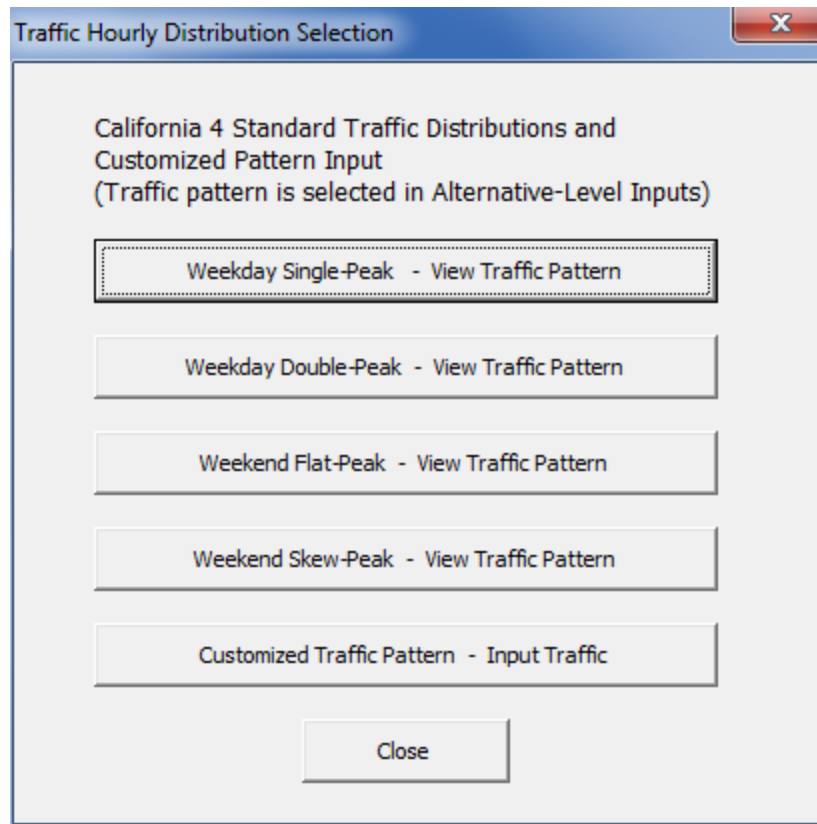 Traffic Hourly Distribution Selection
California 4 Standard Traffic Distributions and
Customized Pattern Input
(Traffic pattern is selected in Alternative-Level Inputs)
Weekday Single-Peak - View Traffic Pattern
Weekday Double-Peak - View Traffic Pattern
Weekend Flat-Peak - View Traffic Pattern
Weekend Skew-Peak - View Traffic Pattern
Customized Traffic Pattern - Input Traffic
Close